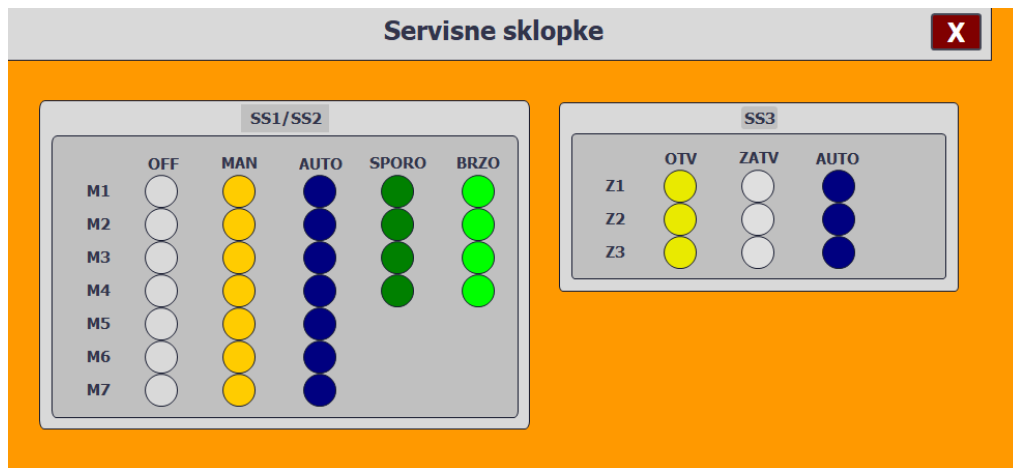 Servisne sklopke
X
SS1/SS2
OFF MAN AUTO SPORO BRZO
M1
M2
M3
M4
M5
M6
M7
SS3
OTV ZATV AUTO
Z1
Z2
Z3